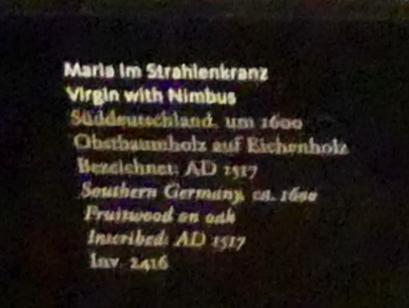 Maria im Strahlenkranz
Virgin with Nimbus
Süddeutschland, um 1600
Obstbaumholz auf Eichenholz
Bezeichnet: AD 1517
Southern Germany, ca. 1600
Fruitwood on oak
Inscribed: AD 1517
Inv. 2416